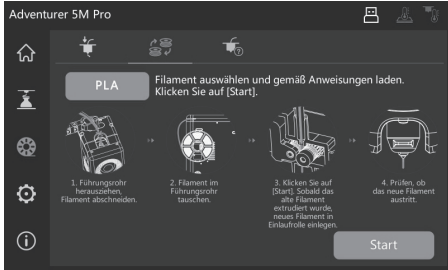 Adventurer 5M Pro
PLA
Filament auswählen und gemäß Anweisungen laden.
Klicken Sie auf [Start].
1. Führungsrohr
herausziehen,
Filament abschneiden.
2. Filament im
Führungsrohr
tauschen.
3. Klicken Sie auf
[Start]. Sobald das
alte Filament
extrudiert wurde,
neues Filament in
Einlaufrolle einlegen.
4. Prüfen, ob
das neue Filament
austritt.
Start